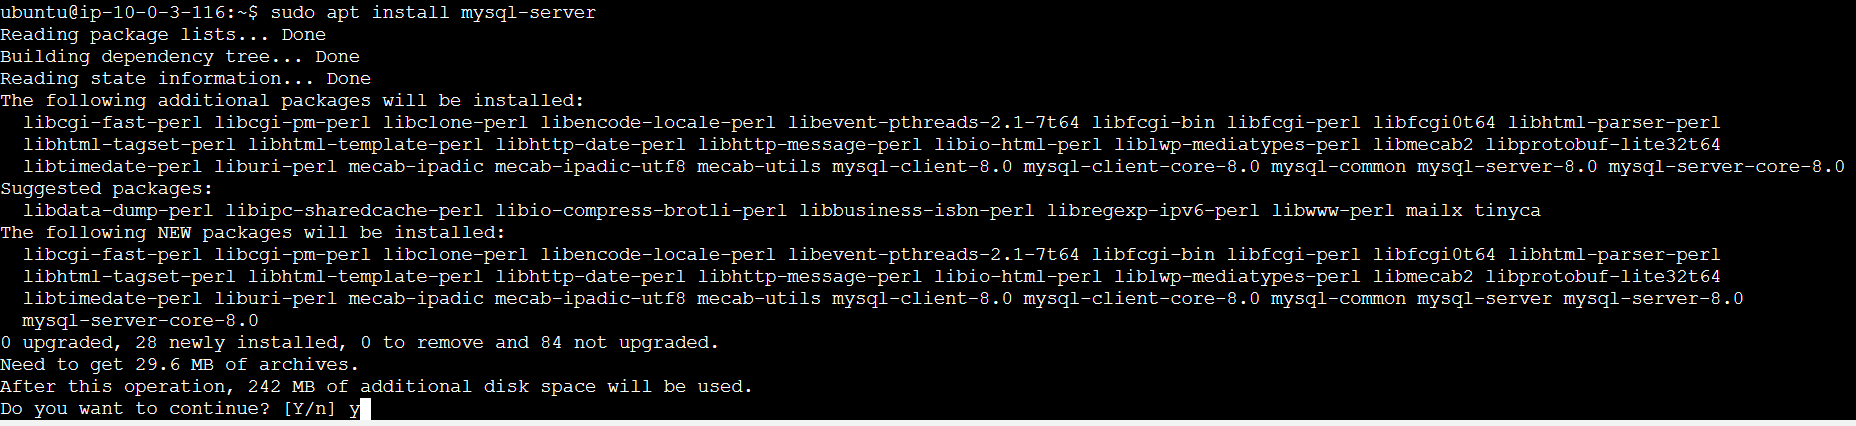 ubuntu@ip-10-0-3-116:~$ sudo apt install mysql-server
Reading package lists... Done
Building dependency tree... Done
Reading state information... Done
The following additional packages will be installed:
  libcgi-fast-perl libcgi-pm-perl libclone-perl libencode-locale-perl libevent-pthreads-2.1-7t64 libfcgi-bin libfcgi-perl libfcgi0t64 libhtml-parser-perl
  libhtml-tagset-perl libhtml-template-perl libhttp-date-perl libhttp-message-perl libio-html-perl liblwp-mediatypes-perl libmecab2 libprotobuf-lite32t64
  libtimedate-perl liburi-perl mecab-ipadic mecab-ipadic-utf8 mecab-utils mysql-client-8.0 mysql-client-core-8.0 mysql-common mysql-server-8.0 mysql-server-core-8.0
Suggested packages:
  libdata-dump-perl libipc-sharedcache-perl libio-compress-brotli-perl libbusiness-isbn-perl libregexp-ipv6-perl libwww-perl mailx tinyca
The following NEW packages will be installed:
  libcgi-fast-perl libcgi-pm-perl libclone-perl libencode-locale-perl libevent-pthreads-2.1-7t64 libfcgi-bin libfcgi-perl libfcgi0t64 libhtml-parser-perl
  libhtml-tagset-perl libhtml-template-perl libhttp-date-perl libhttp-message-perl libio-html-perl liblwp-mediatypes-perl libmecab2 libprotobuf-lite32t64
  libtimedate-perl liburi-perl mecab-ipadic mecab-ipadic-utf8 mecab-utils mysql-client-8.0 mysql-client-core-8.0 mysql-common mysql-server mysql-server-8.0
  mysql-server-core-8.0
0 upgraded, 28 newly installed, 0 to remove and 84 not upgraded.
Need to get 29.6 MB of archives.
After this operation, 242 MB of additional disk space will be used.
Do you want to continue? [Y/n] y